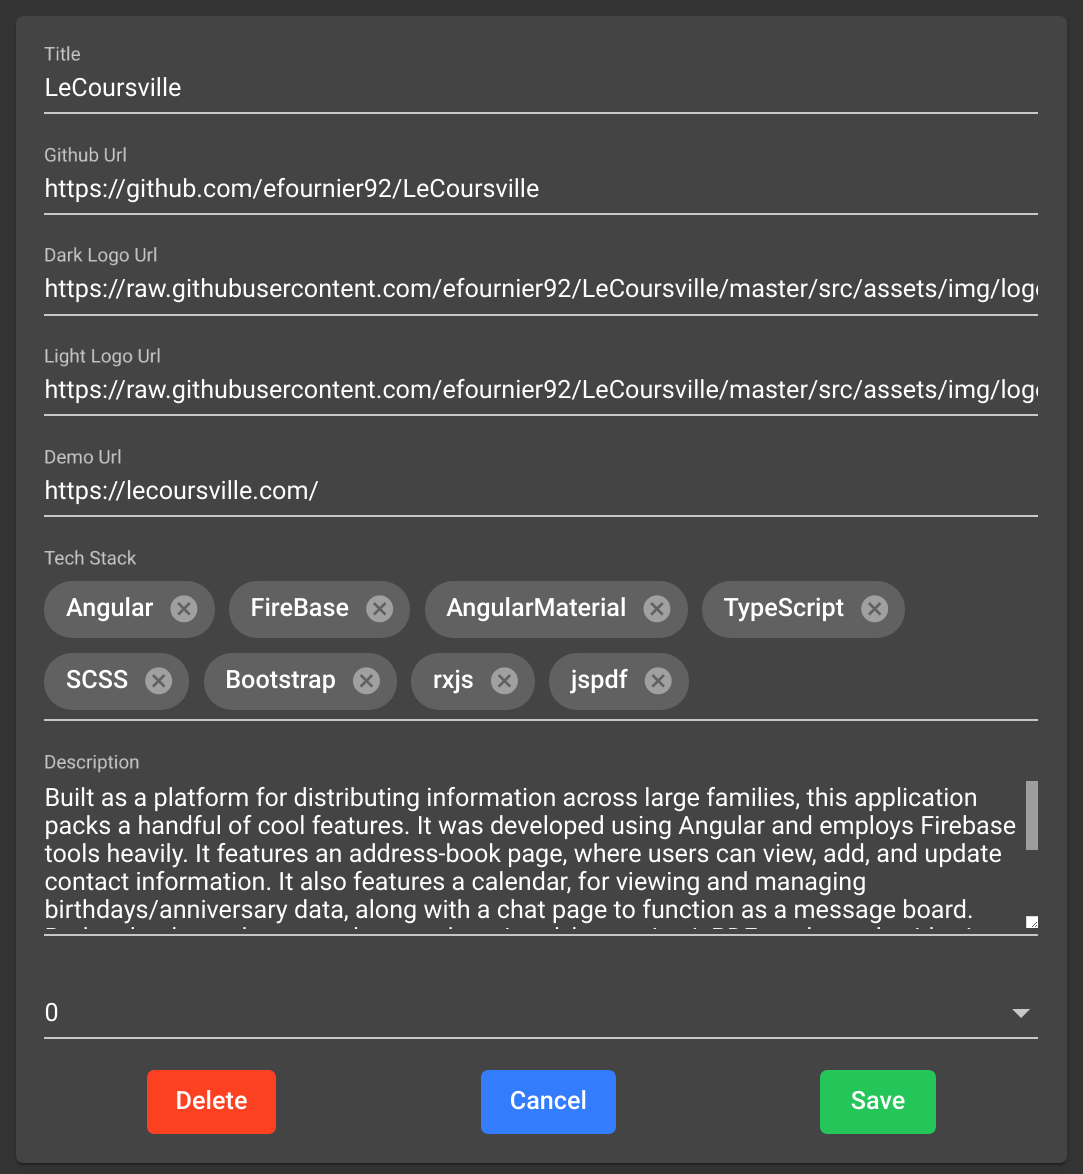 Title
LeCoursville
Github Url
https://github.com/efournier92/LeCoursville
Dark Logo Url
https://raw.githubusercontent.com/efournier92/LeCoursville/master/src/assets/img/log
Light Logo Url
https://raw.githubusercontent.com/efournier92/LeCoursville/master/src/assets/img/log
Demo Url
https://lecoursville.com/
Tech Stack
Angular FireBase AngularMaterial TypeScript
SCSS Bootstrap rxjs jspdf
Description
Built as a platform for distributing information across large families, this application
packs a handful of cool features. It was developed using Angular and employs Firebase
tools heavily. It features an address-book page, where users can view, add, and update
contact information. It also features a calendar, for viewing and managing
birthdays/anniversary data, along with a chat page to function as a message board.
0
Delete Cancel Save